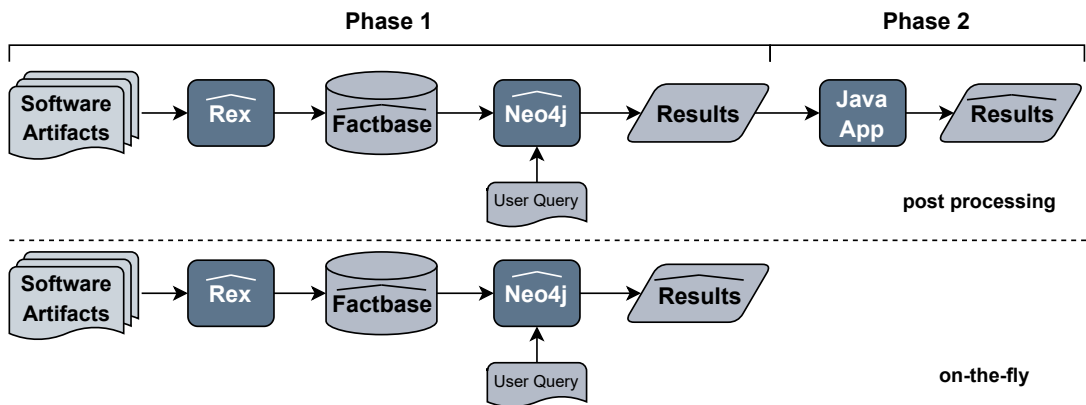 Phase 1
Phase 2
Software
Artifacts
Rex
Factbase
Neo4j
Results
Java
App
Results
User Query
post processing
Software
Artifacts
Rex
Factbase
Neo4j
Results
User Query
on-the-fly